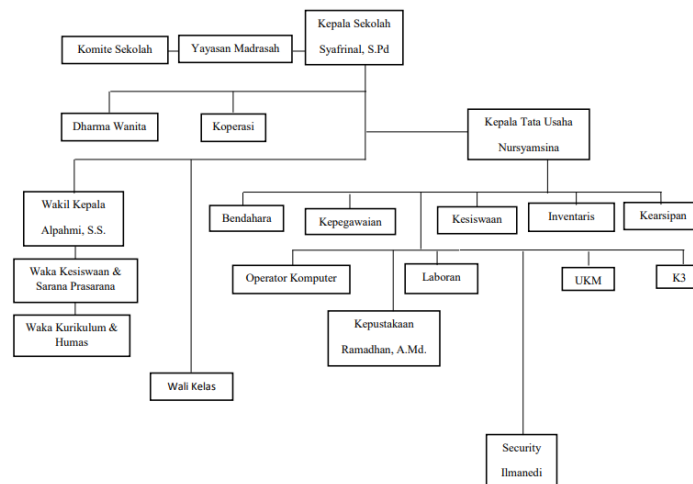 Kepala Sekolah
Syafrinal, S.Pd
Komite Sekolah
Yayasan Madrasah
Dharma Wanita
Koperasi
Kepala Tata Usaha
Nursyamsina
Wakil Kepala
Alpahmi, S.S.
Bendahara
Kepegawaian
Kesiswaan
Inventaris
Kearsipan
Waka Kesiswaan &
Sarana Prasarana
Operator Komputer
Laboran
UKM
K3
Waka Kurikulum &
Humas
Kepustakaan
Ramadhan, A.Md.
Wali Kelas
Security
Ilmanedi